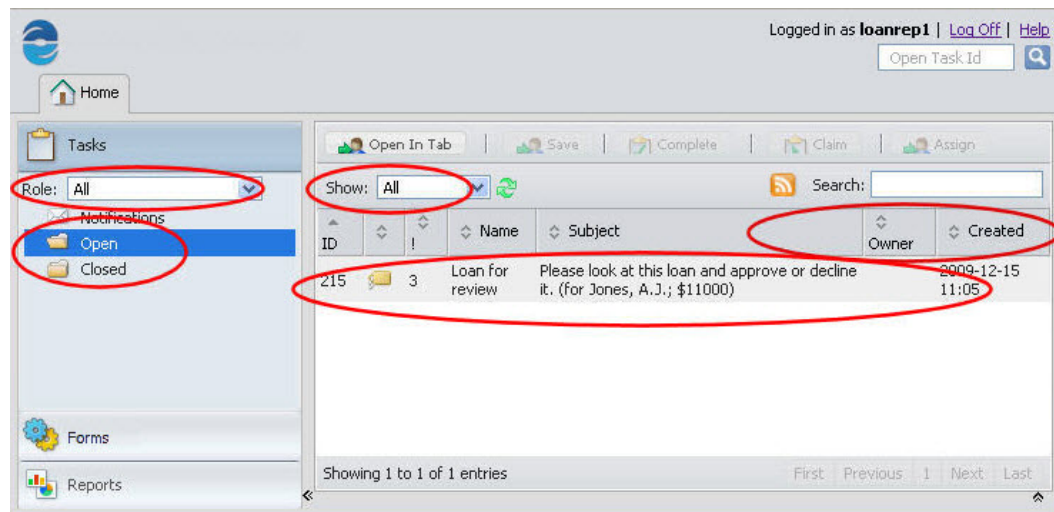 Logged in as loanrep1 | Log Off | Help
Open Task Id
Home
Tasks
Role: All
Notifications
Open
Closed
Forms
Reports
Open In Tab | Save | Complete | Claim | Assign
Show: All Search:
ID ! Name Subject Owner Created
215 3 Loan for review Please look at this loan and approve or decline it. (for Jones, A.J.; $11000) 2009-12-15 11:05
Showing 1 to 1 of 1 entries First Previous 1 Next Last